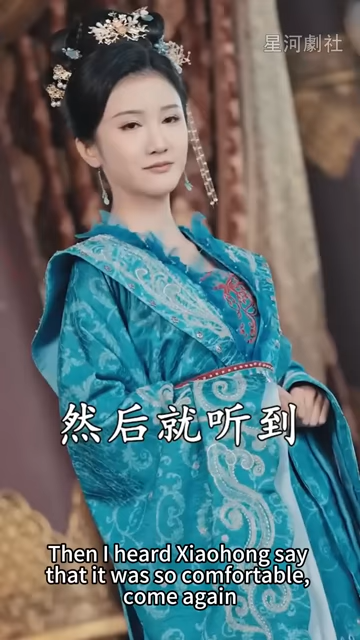 星河劇社
然后就听到
Then I heard Xiaohong say
that it was so comfortable,
come again